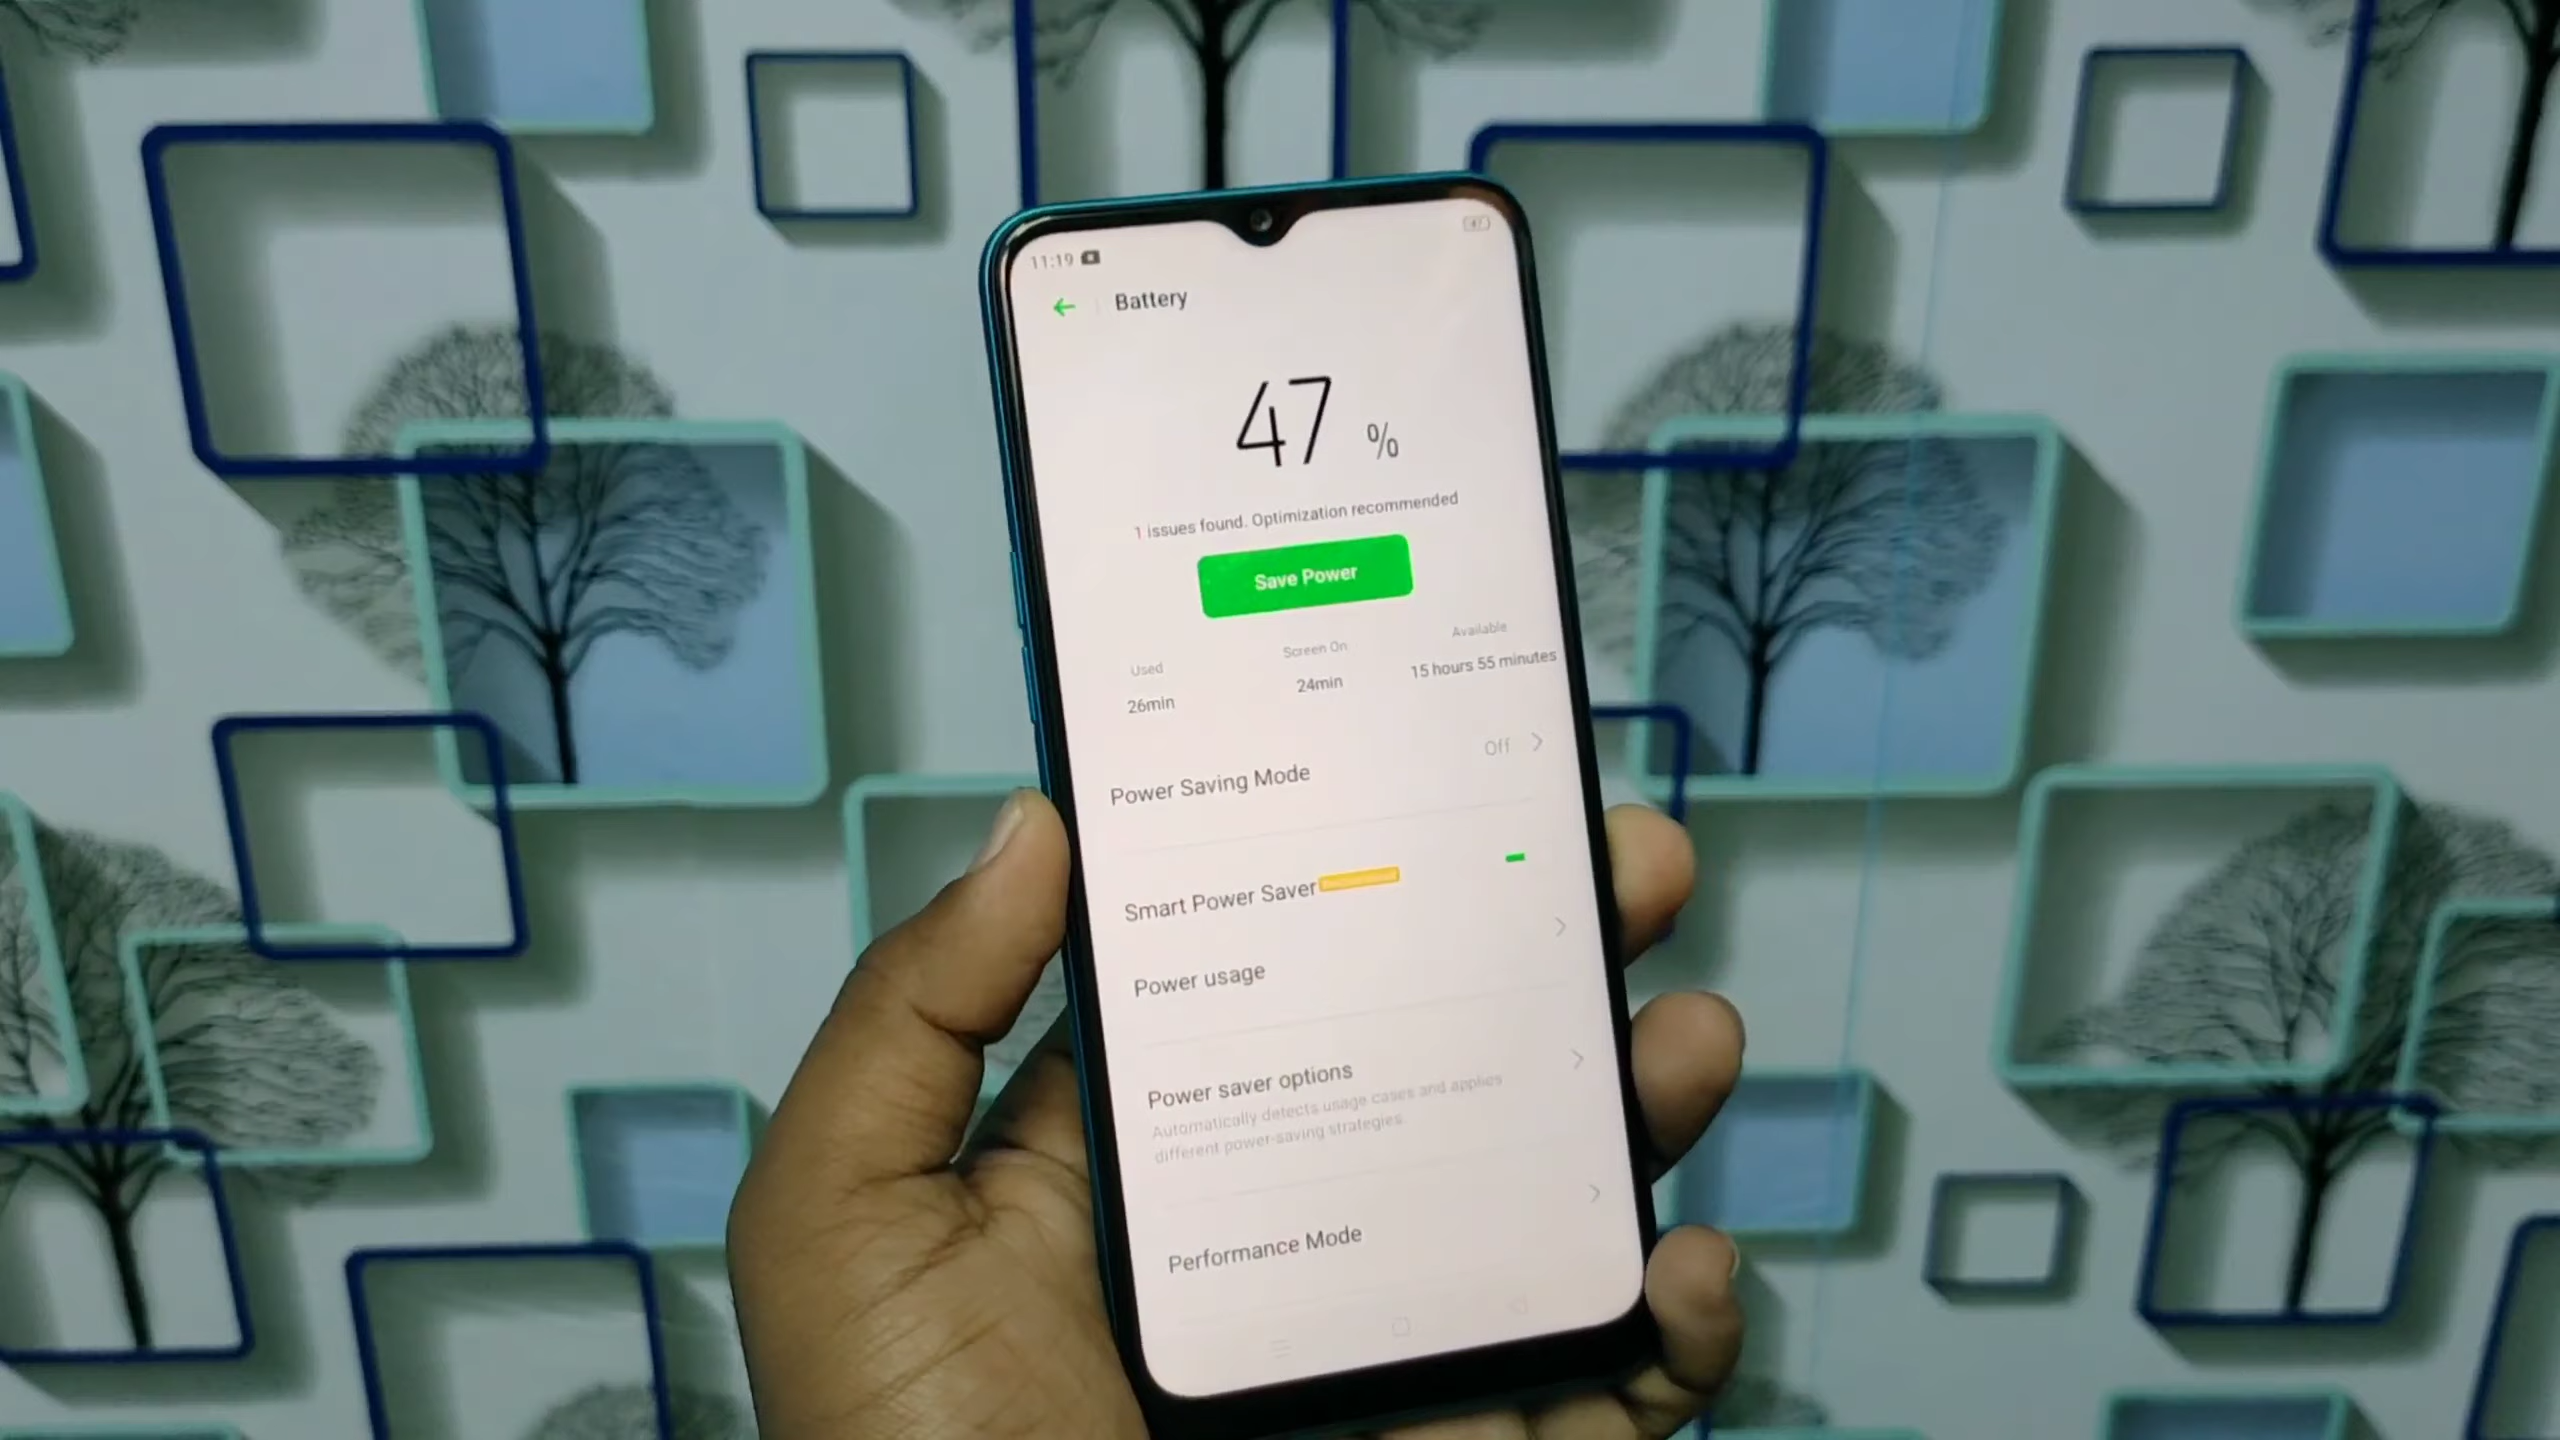 11:19
47
Battery
47 %
1 issues found. Optimization recommended
Save Power
Used
Screen On
Available
26min
24min
15 hours 55 minutes
Power Saving Mode
Off
Smart Power Saver
Power usage
Power saver options
Automatically detects usage cases and applies
different power-saving strategies.
Performance Mode